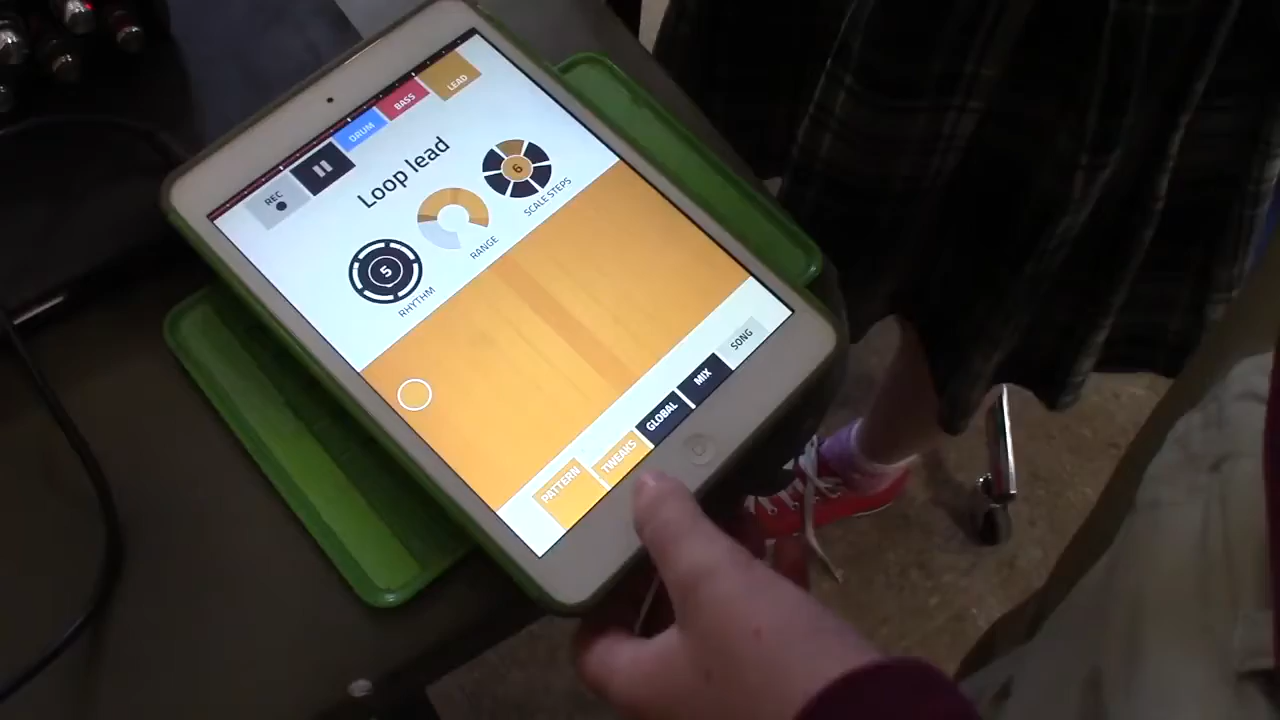 REC
DRUM
BASS
LEAD
Loop lead
5
6
RHYTHM
RANGE
SCALE STEPS
PATTERN
TWEAKS
GLOBAL
MIX
SONG